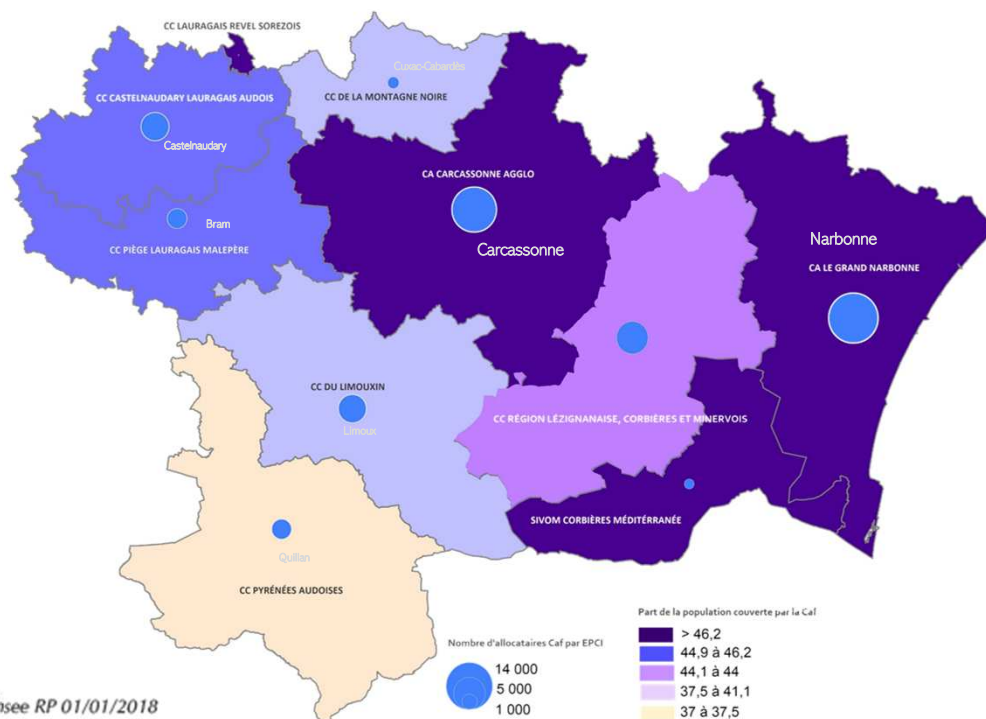 CC LAURAGAIS REVEL SOREZOIS
Cuxac-Cabardès
CC CASTELNAUDARY LAURAGAIS AUDOIS
CC DE LA MONTAGNE NOIRE
Castelnaudary
CA CARCASSONNE AGGLO
Bram
Carcassonne
Narbonne
CC PIÈGE LAURAGAIS MALEPÈRE
CA LE GRAND NARBONNE
CC DU LIMOUXIN
Limoux
CC RÉGION LÉZIGNANAISE, CORBIÈRES ET MINERVOIS
SIVOM CORBIÈRES MÉDITÉRRANÉE
Quillan
CC PYRÉNÉES AUDOISES
Nombre d'allocataires Caf par EPCI
14 000
5 000
1 000
Part de la population couverte par la Caf
> 46,2
44,9 à 46,2
44,1 à 44
37,5 à 41,1
37 à 37,5
nsee RP 01/01/2018